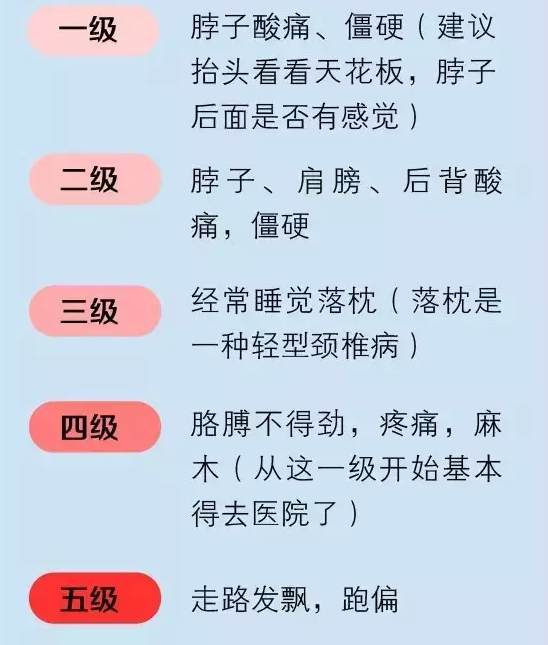 一级
脖子酸痛、僵硬（建议
抬头看看天花板，脖子
后面是否有感觉）
二级
脖子、肩膀、后背酸
痛，僵硬
三级
经常睡觉落枕（落枕是
一种轻型颈椎病）
四级
胳膊不得劲，疼痛，麻
木（从这一级开始基本
得去医院了）
五级
走路发飘，跑偏